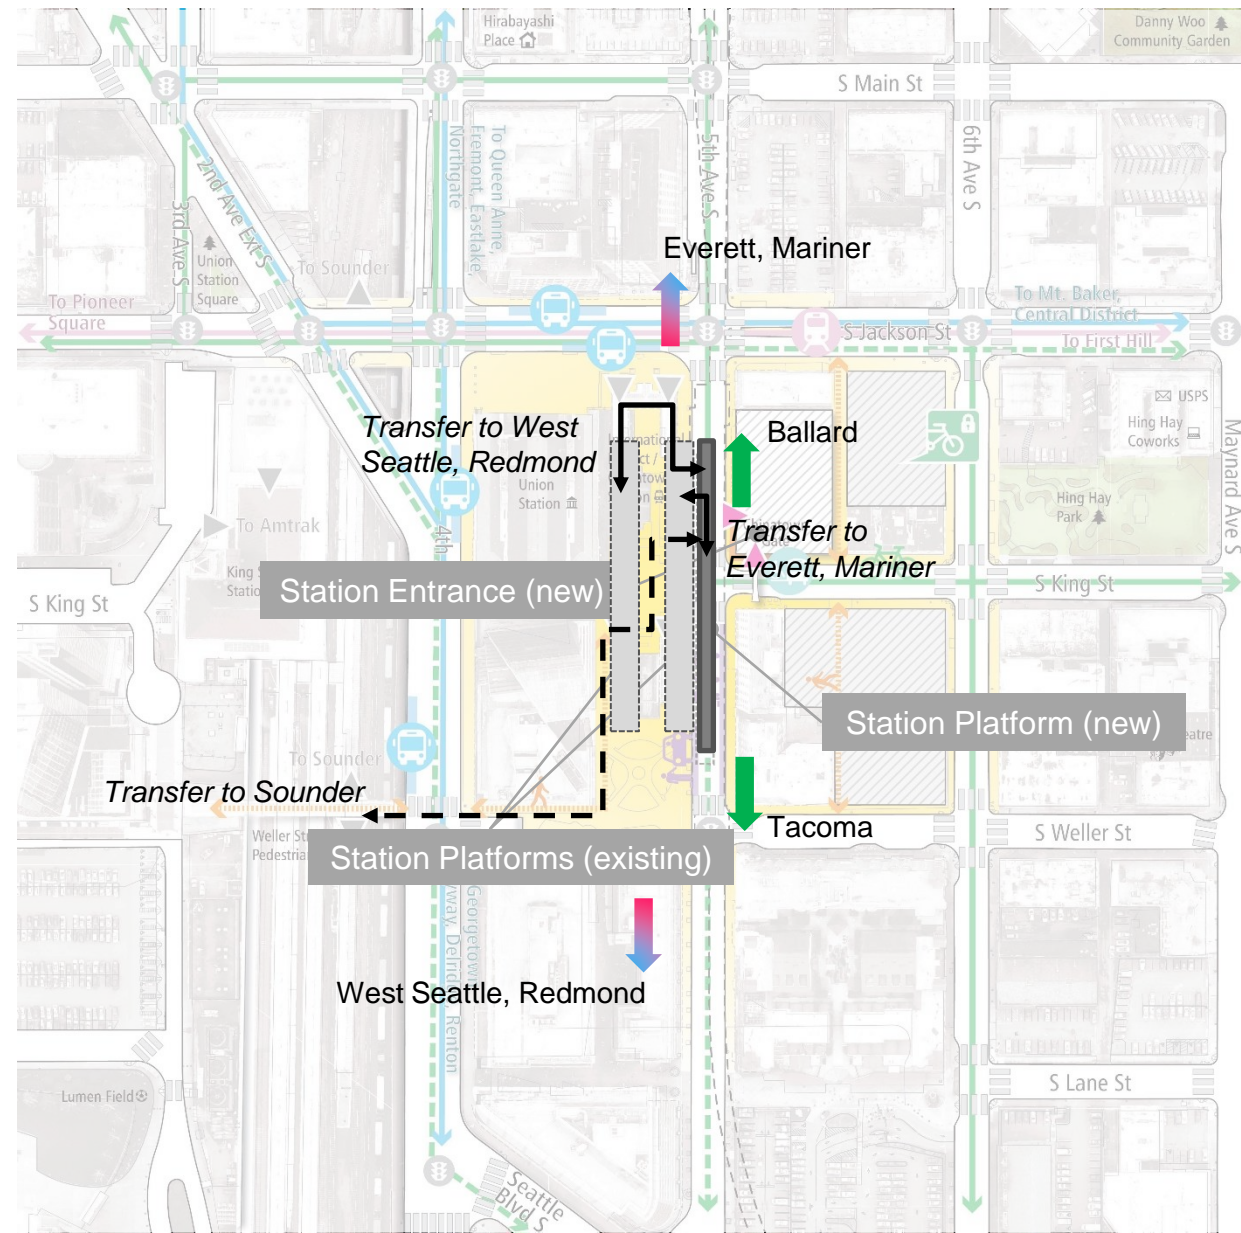 Hirabayashi
Place
Danny Woo
Community Garden
S Main St
To Queen Anne,
Fremont, Eastlake,
Northgate
5th Ave S
6th Ave S
2nd Ave Ext S
3rd Ave S
Union
Station
Square
To Sounder
Everett, Mariner
To Pioneer
Square
To Mt. Baker,
Central District
S Jackson St
To First Hill
USPS
Hing Hay
Coworks
Maynard Ave S
Transfer to West
Seattle, Redmond
Ballard
Union
Station
Hing Hay
Park
To Amtrak
4th
Transfer to
Everett, Mariner
King S
Station
Station Entrance (new)
S King St
S King St
Station Platform (new)
To Sounder
Transfer to Sounder
Tacoma
S Weller St
Weller Str
Pedestrian
Station Platforms (existing)
Georgetown
way, Delridge, Renton
West Seattle, Redmond
Lumen Field
S Lane St
Seattle
Blvd S